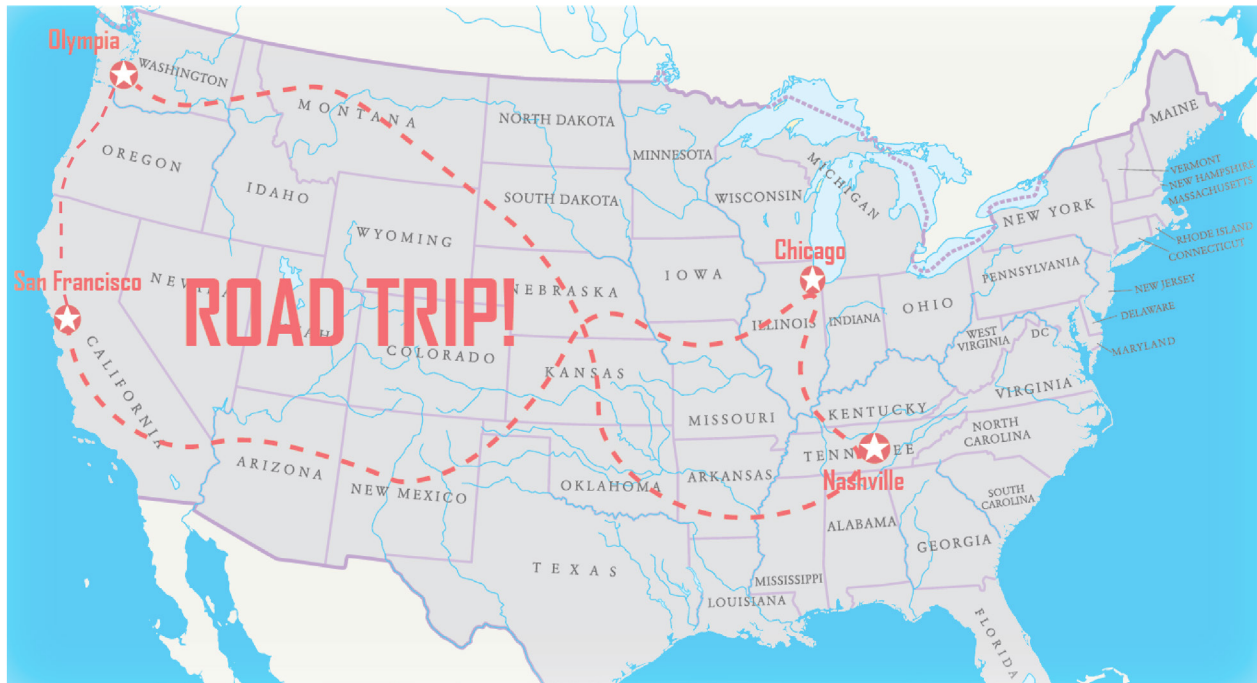 Olympia
WASHINGTON
MONTANA
NORTH DAKOTA
MINNESOTA
MAINE
OREGON
IDAHO
SOUTH DAKOTA
WISCONSIN
MICHIGAN
VERMONT
NEW HAMPSHIRE
MASSACHUSETTS
NEW YORK
WYOMING
RHODE ISLAND
CONNECTICUT
Chicago
IOWA
PENNSYLVANIA
San Francisco
NEVADA
ROAD TRIP!
NEBRASKA
NEW JERSEY
OHIO
DELAWARE
ILLINOIS
INDIANA
WEST
VIRGINIA
DC
MARYLAND
UTAH
COLORADO
CALIFORNIA
KANSAS
VIRGINIA
MISSOURI
KENTUCKY
NORTH
CAROLINA
TENNESSEE
ARIZONA
NEW MEXICO
OKLAHOMA
ARKANSAS
Nashville
SOUTH
CAROLINA
ALABAMA
GEORGIA
TEXAS
MISSISSIPPI
LOUISIANA
FLORIDA